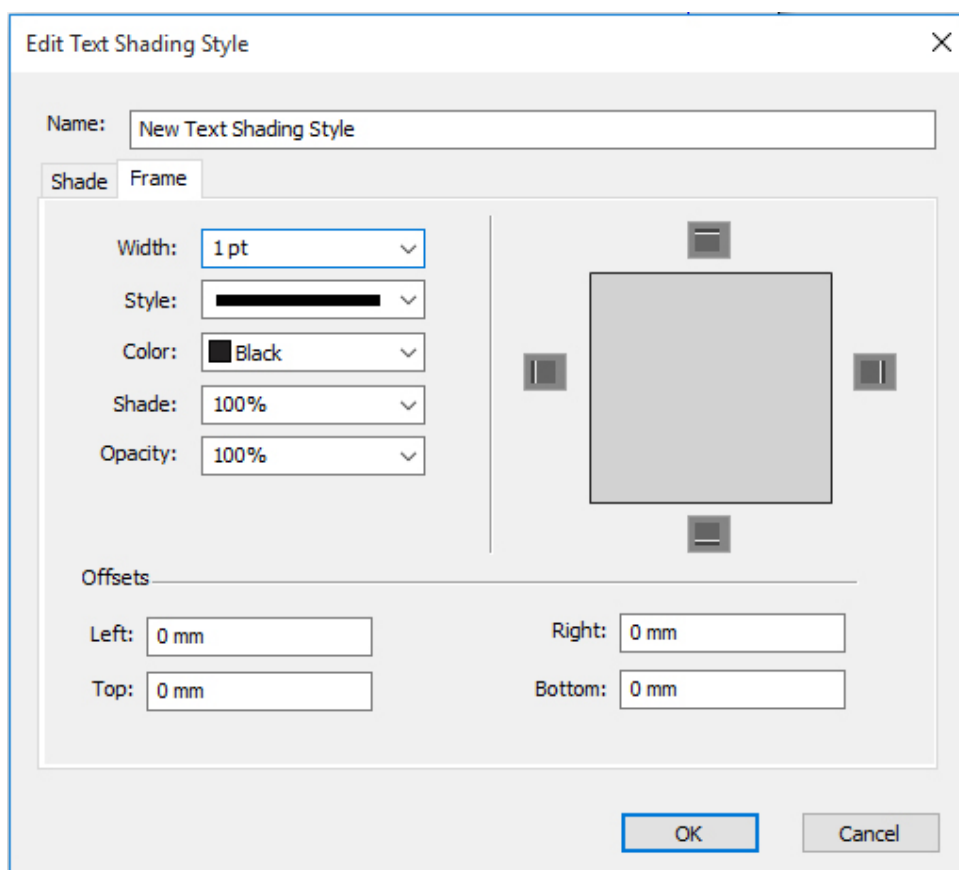 Edit Text Shading Style
Name: New Text Shading Style
Shade Frame
Width: 1 pt
Style:
Color: Black
Shade: 100%
Opacity: 100%
Offsets
Left: 0 mm Right: 0 mm
Top: 0 mm Bottom: 0 mm
OK Cancel